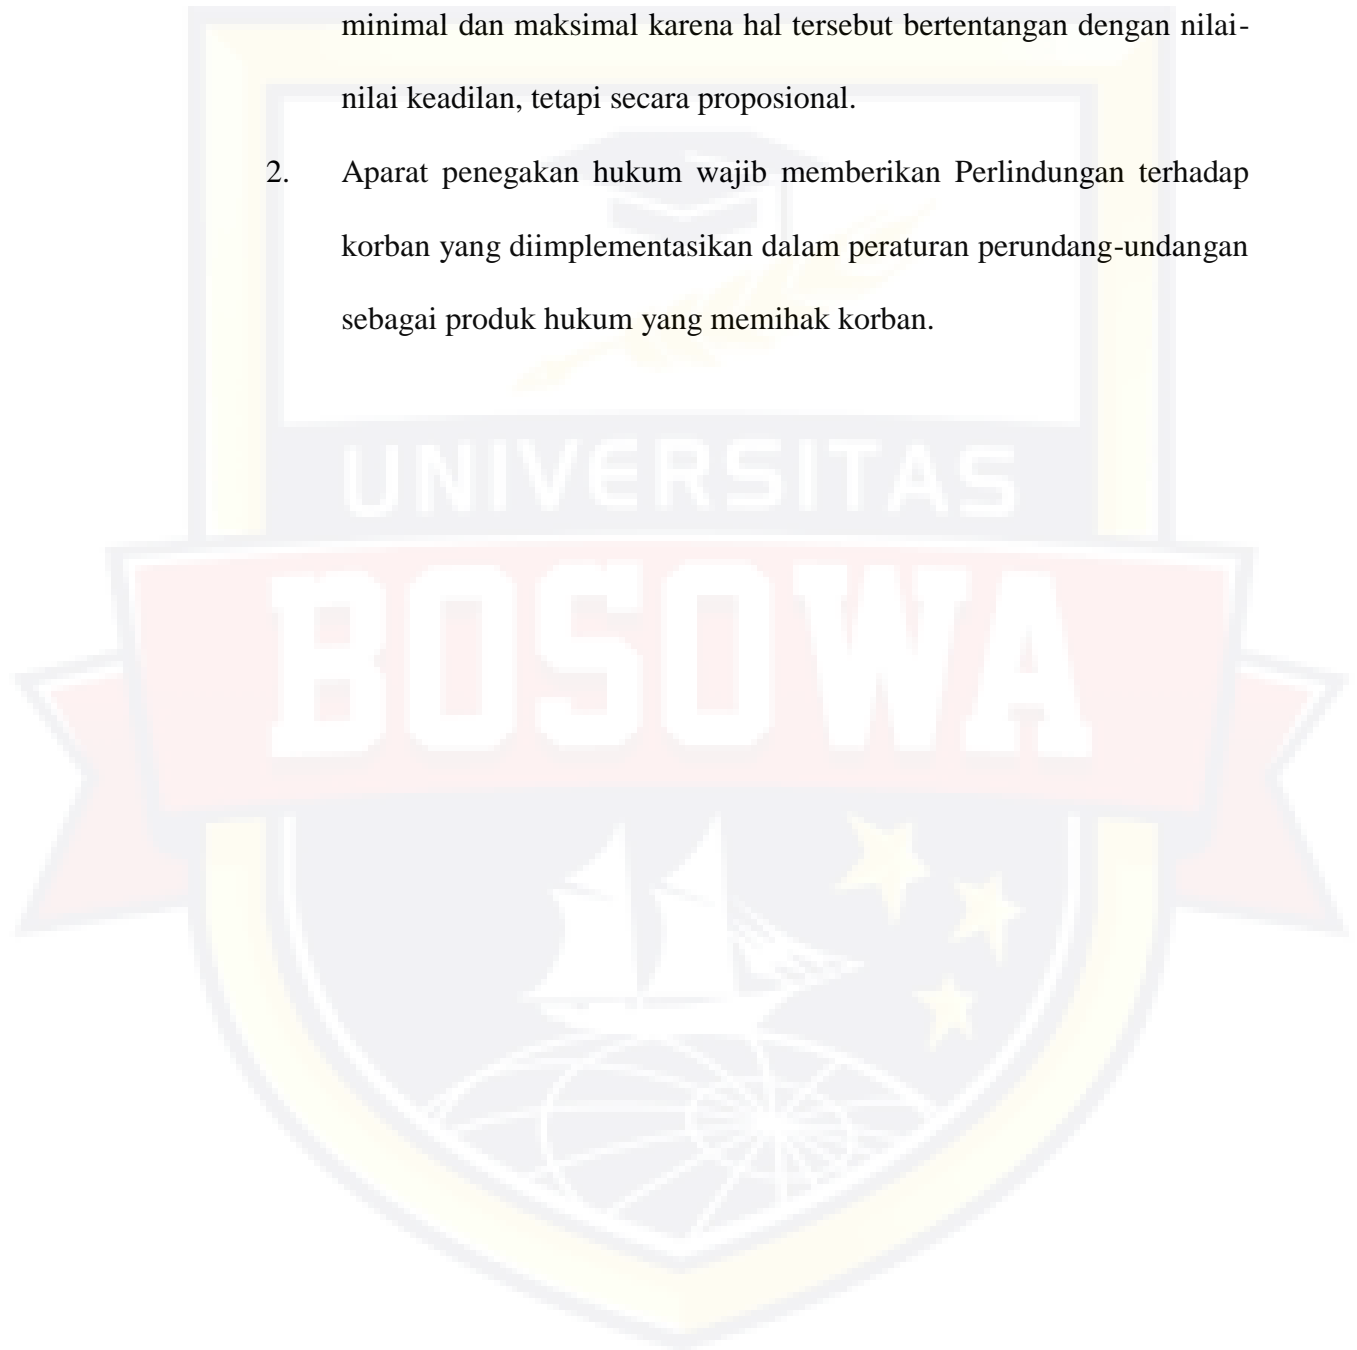 minimal dan maksimal karena hal tersebut bertentangan dengan nilai-
nilai keadilan, tetapi secara proposional.
2. Aparat penegakan hukum wajib memberikan Perlindungan terhadap
korban yang diimplementasikan dalam peraturan perundang-undangan
sebagai produk hukum yang memihak korban.
UNIVERSITAS
BOSOWA